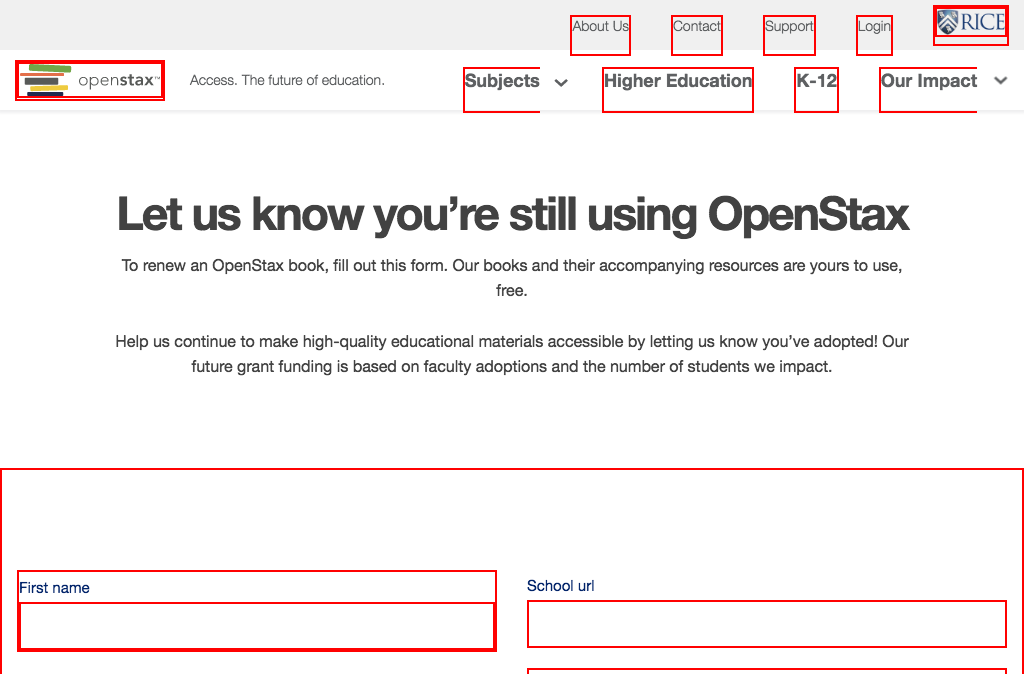 About Us
Contact
Support
Login
RICE
openstax™
Access. The future of education.
Subjects
Higher Education
K-12
Our Impact
Let us know you’re still using OpenStax
To renew an OpenStax book, fill out this form. Our books and their accompanying resources are yours to use,
free.
Help us continue to make high-quality educational materials accessible by letting us know you’ve adopted! Our
future grant funding is based on faculty adoptions and the number of students we impact.
First name
School url